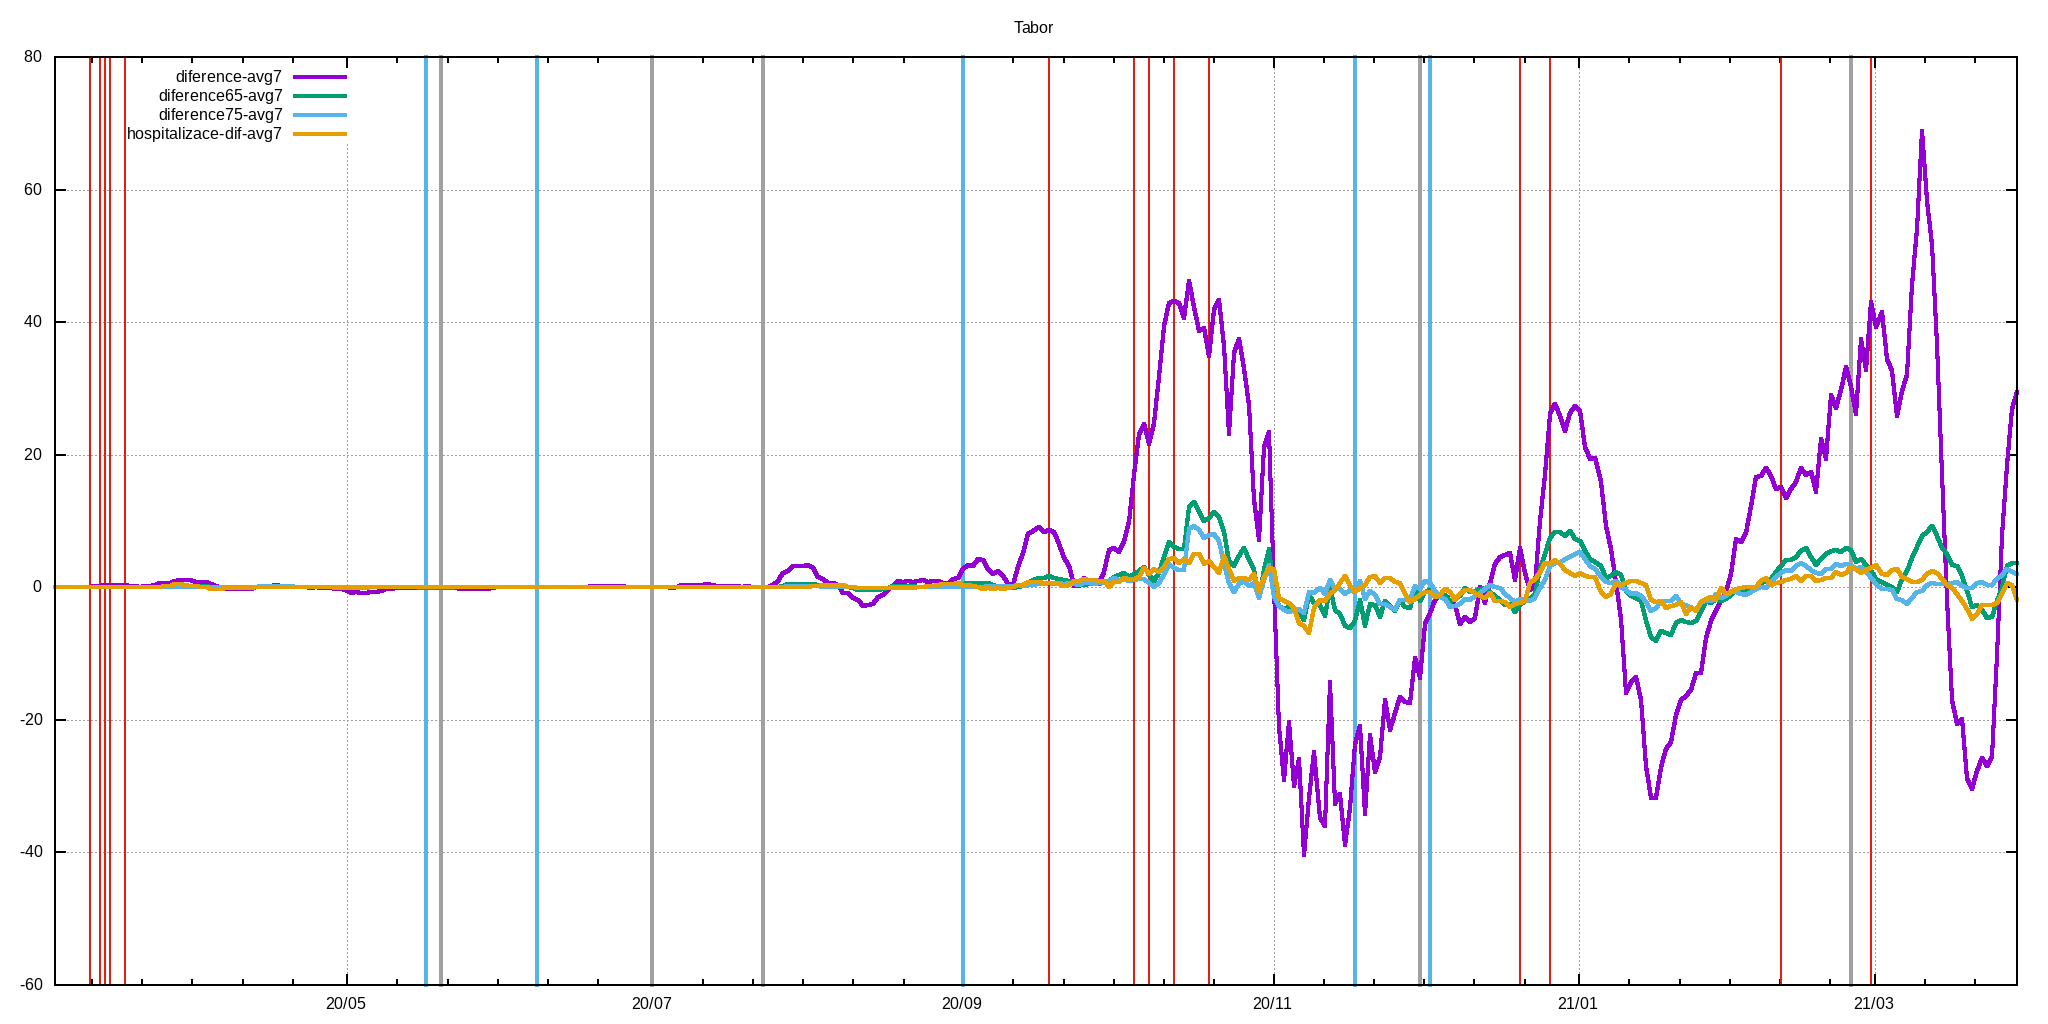 Tabor
80
60
40
20
0
-20
-40
-60
diference-avg7
diference65-avg7
diference75-avg7
hospitalizace-dif-avg7
20/05 20/07 20/09 20/11 21/01 21/03